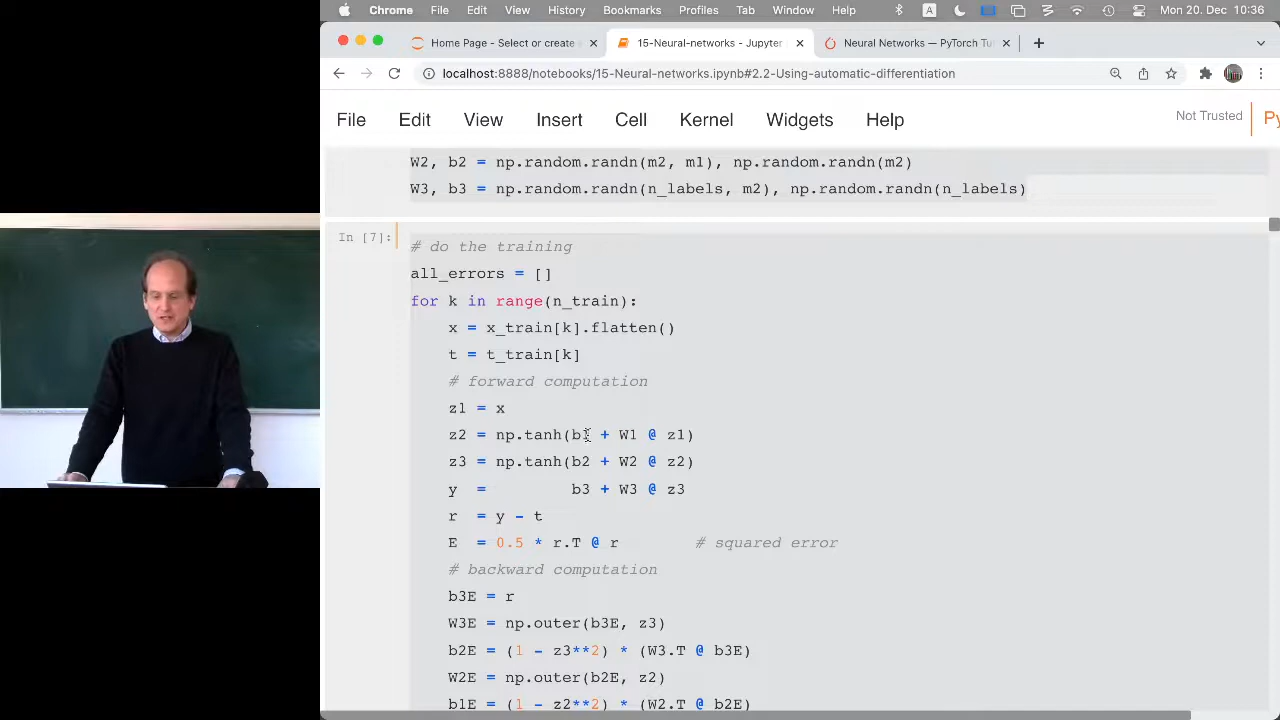 Chrome File Edit View History Bookmarks Profiles Tab Window Help A Mon 20. Dec 10:36
Home Page - Select or create 15-Neural-networks - Jupyter Neural Networks — PyTorch Tut
localhost:8888/notebooks/15-Neural-networks.ipynb#2.2-Using-automatic-differentiation
File Edit View Insert Cell Kernel Widgets Help Not Trusted Py
W2, b2 = np.random.randn(m2, m1), np.random.randn(m2)
W3, b3 = np.random.randn(n_labels, m2), np.random.randn(n_labels)
In [7]:
# do the training
all_errors = []
for k in range(n_train):
    x = x_train[k].flatten()
    t = t_train[k]
    # forward computation
    z1 = x
    z2 = np.tanh(b1 + W1 @ z1)
    z3 = np.tanh(b2 + W2 @ z2)
    y  =         b3 + W3 @ z3
    r  = y - t
    E  = 0.5 * r.T @ r        # squared error
    # backward computation
    b3E = r
    W3E = np.outer(b3E, z3)
    b2E = (1 - z3**2) * (W3.T @ b3E)
    W2E = np.outer(b2E, z2)
    b1E = (1 - z2**2) * (W2.T @ b2E)